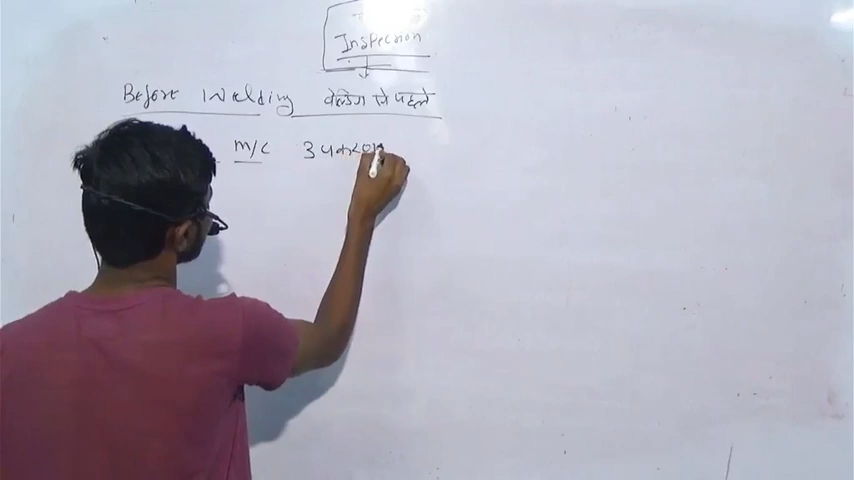 Inspection
Before Welding वेल्डिंग से पहले
M/C उपकरण